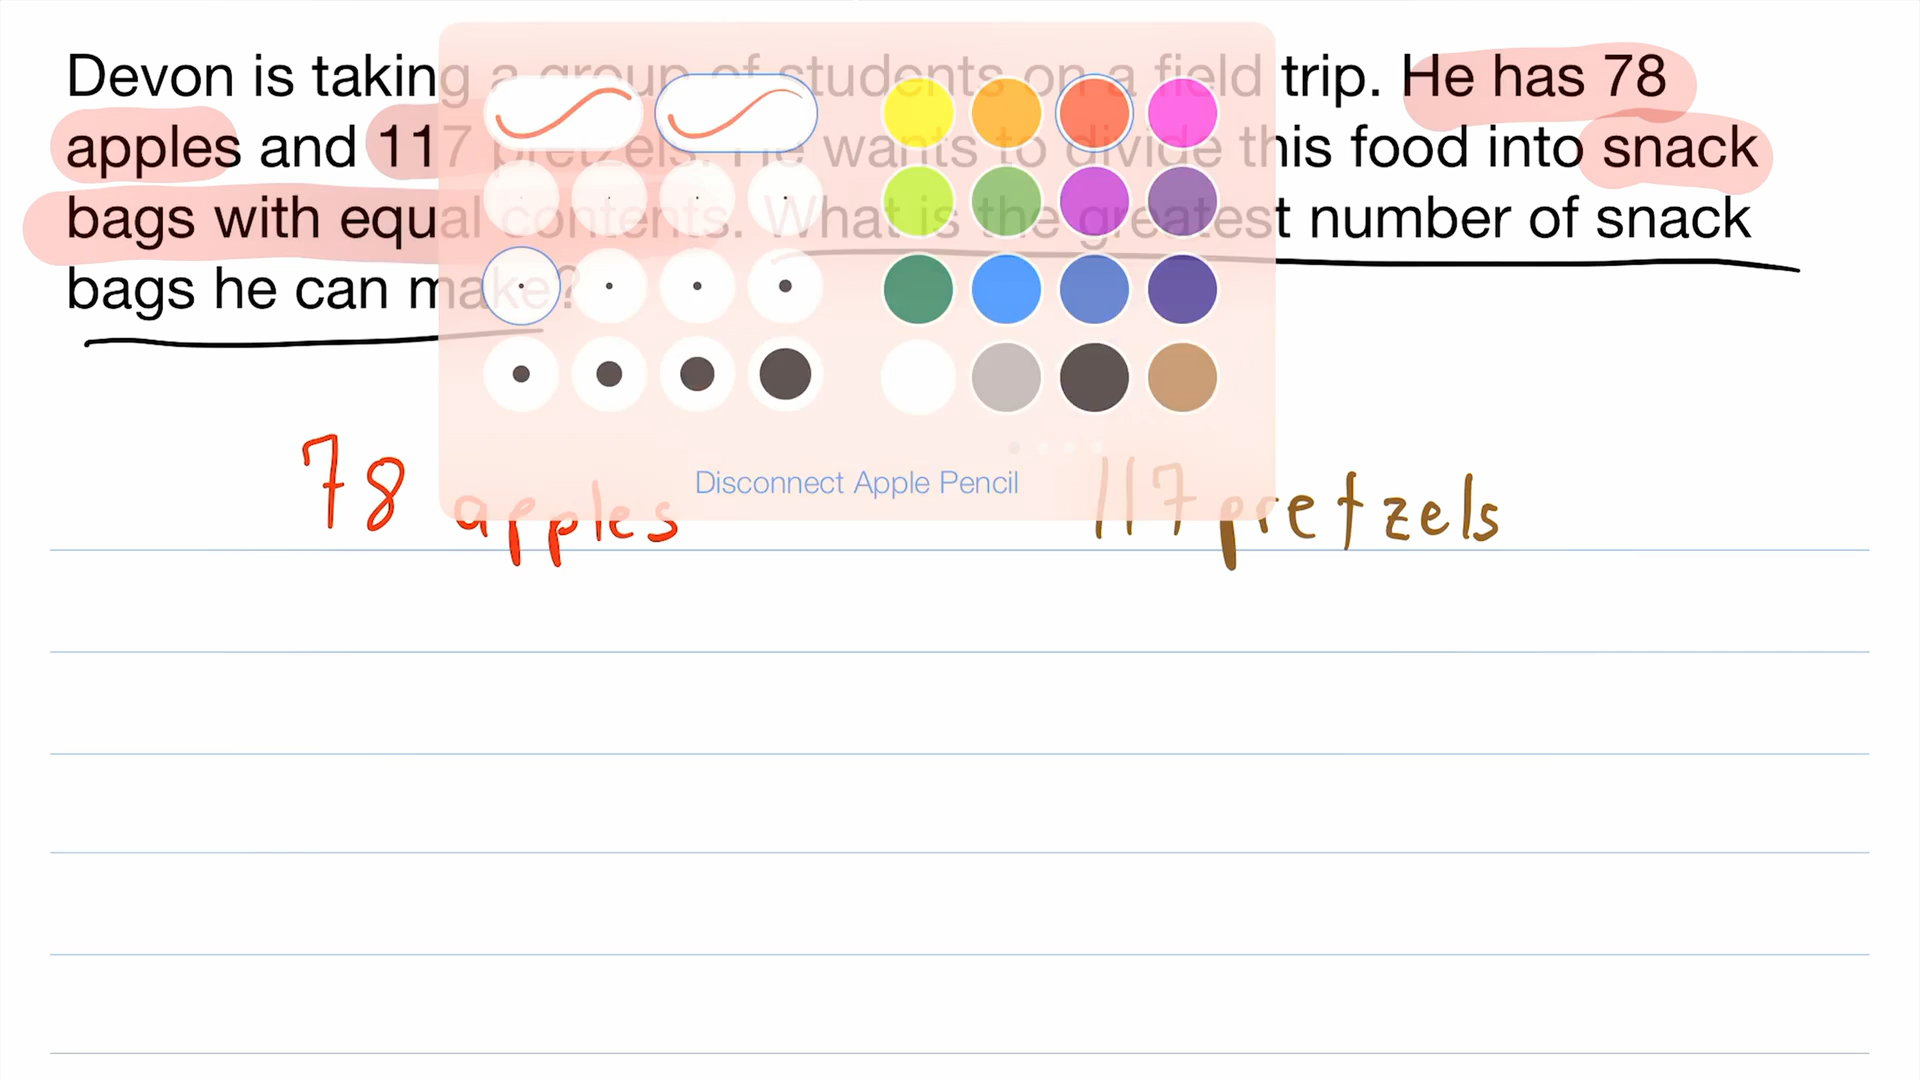 Devon is taking a group of students on a field trip. He has 78
apples and 117 pretzels. He wants to divide this food into snack
bags with equal contents. What is the greatest number of snack
bags he can make?
Disconnect Apple Pencil
78 apples 117 pretzels